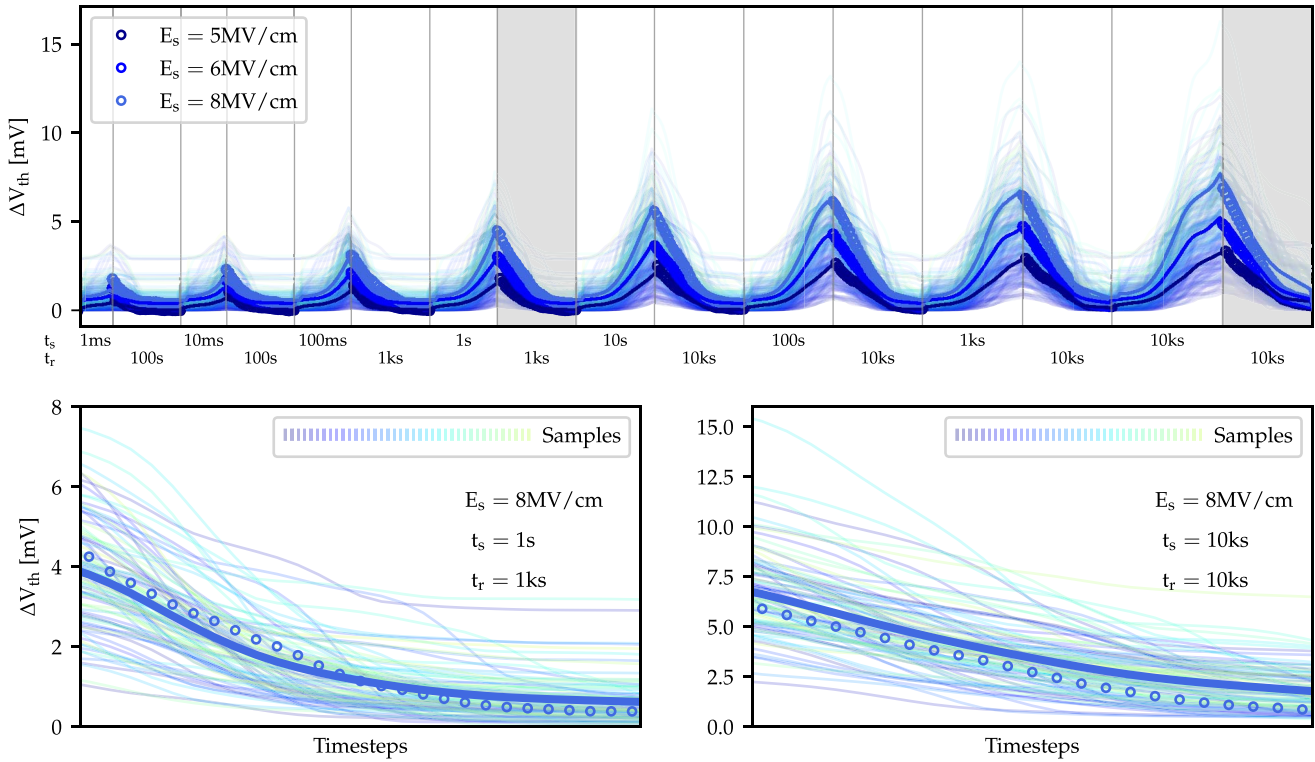 15
10
5
0
ΔVth [mV]
Es = 5MV/cm
Es = 6MV/cm
Es = 8MV/cm
ts 1ms 10ms 100ms 1s 10s 100s 1ks 10ks
tr 100s 100s 1ks 1ks 10ks 10ks 10ks 10ks
8
6
4
2
0
ΔVth [mV]
Samples
Es = 8MV/cm
ts = 1s
tr = 1ks
Timesteps
15.0
12.5
10.0
7.5
5.0
2.5
0.0
Samples
Es = 8MV/cm
ts = 10ks
tr = 10ks
Timesteps